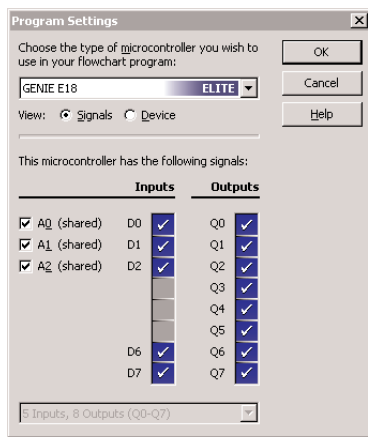 Program Settings
Choose the type of microcontroller you wish to
use in your flowchart program:
OK
GENIE E18 ELITE
Cancel
View: Signals Device
Help
This microcontroller has the following signals:
Inputs Outputs
A0 (shared) D0 Q0
A1 (shared) D1 Q1
A2 (shared) D2 Q2
Q3
Q4
Q5
D6 Q6
D7 Q7
5 Inputs, 8 Outputs (Q0-Q7)